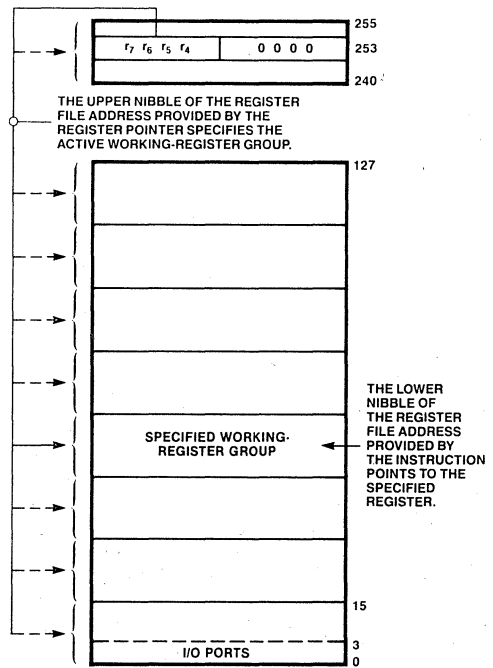 255
r7 r6 r5 r4 0 0 0 0 253
240
THE UPPER NIBBLE OF THE REGISTER
FILE ADDRESS PROVIDED BY THE
REGISTER POINTER SPECIFIES THE
ACTIVE WORKING-REGISTER GROUP.
127
SPECIFIED WORKING-
REGISTER GROUP
THE LOWER
NIBBLE OF
THE REGISTER
FILE ADDRESS
PROVIDED BY
THE INSTRUCTION
POINTS TO THE
SPECIFIED
REGISTER.
15
3
I/O PORTS
0